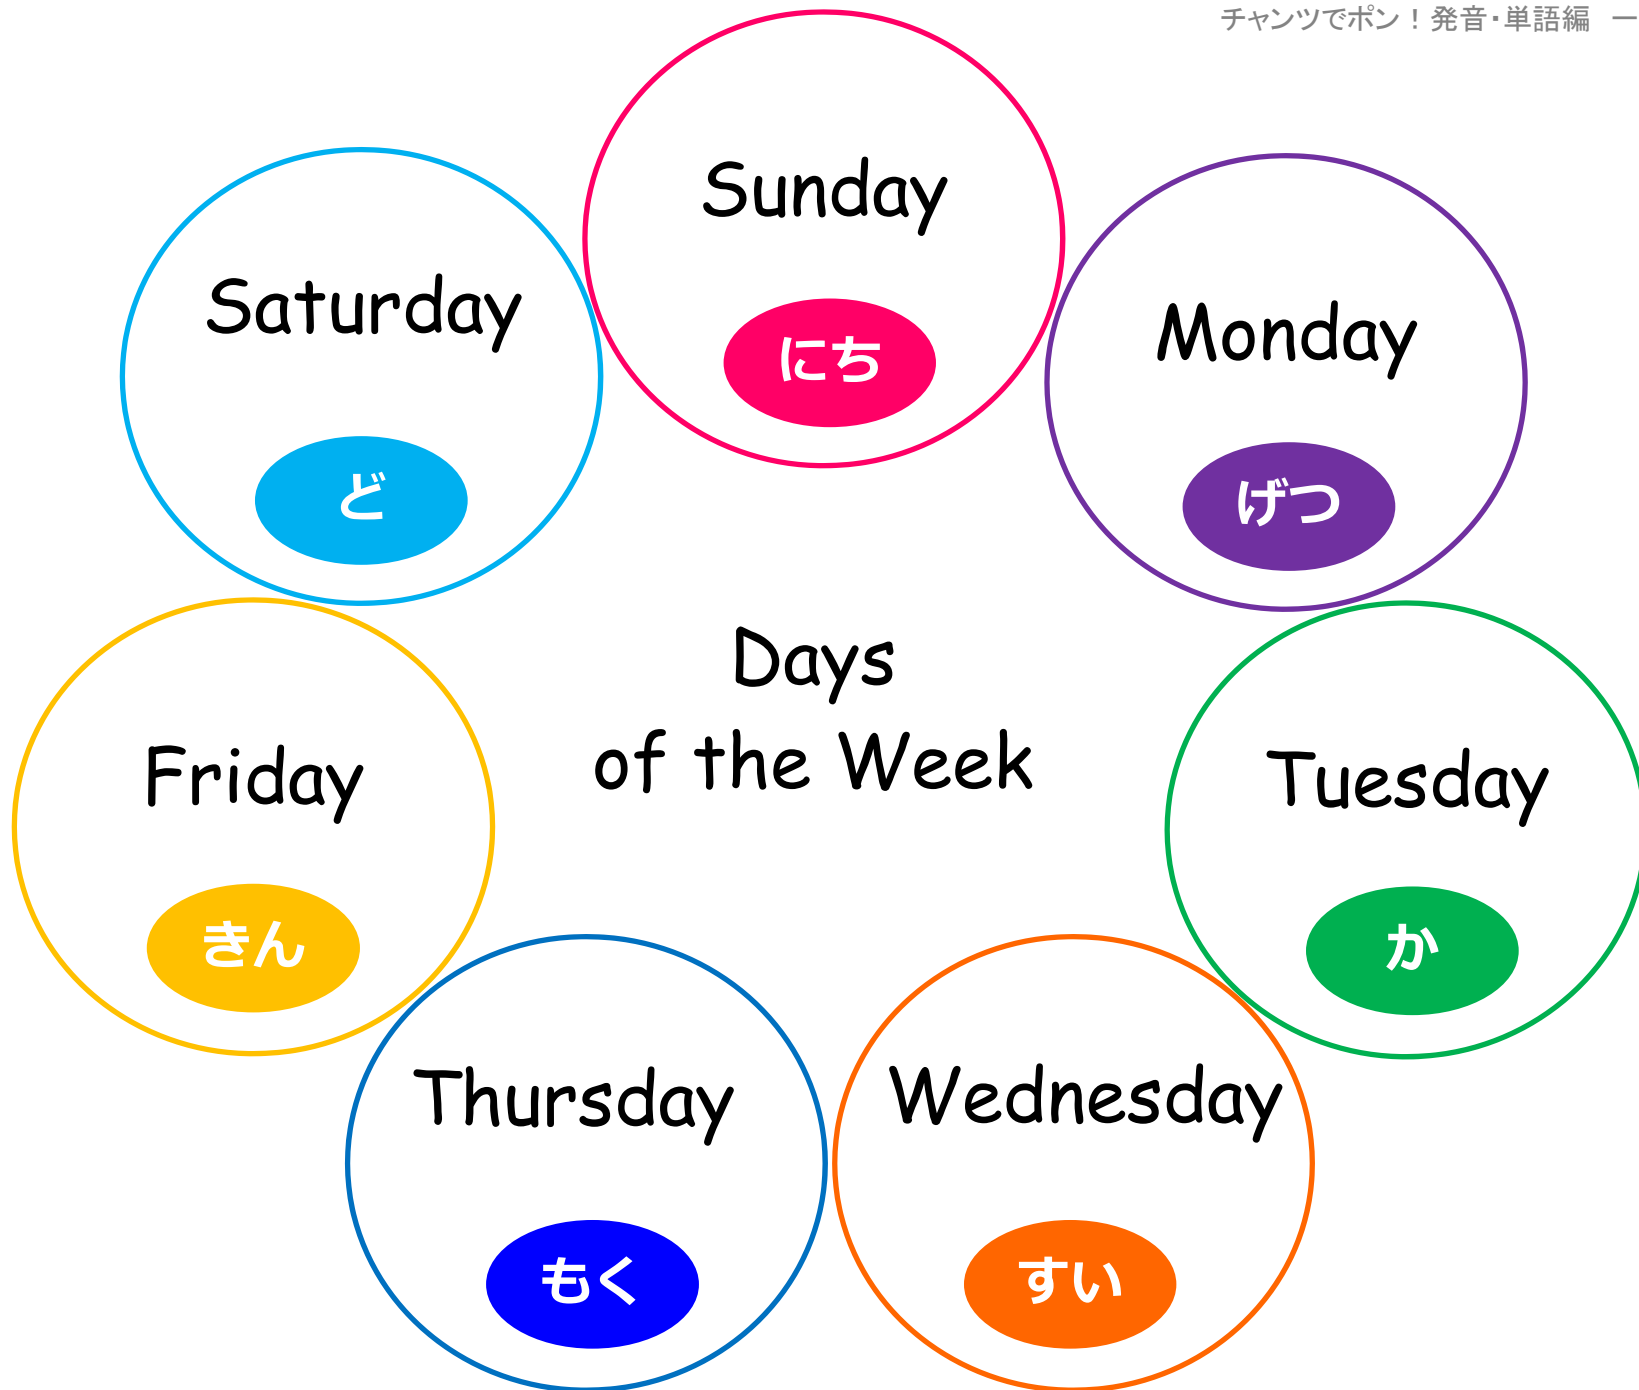 チャンツでポン！発音・単語編　ー
Sunday
にち
Monday
げつ
Tuesday
か
Wednesday
すい
Thursday
もく
Friday
きん
Saturday
ど
Days
of the Week